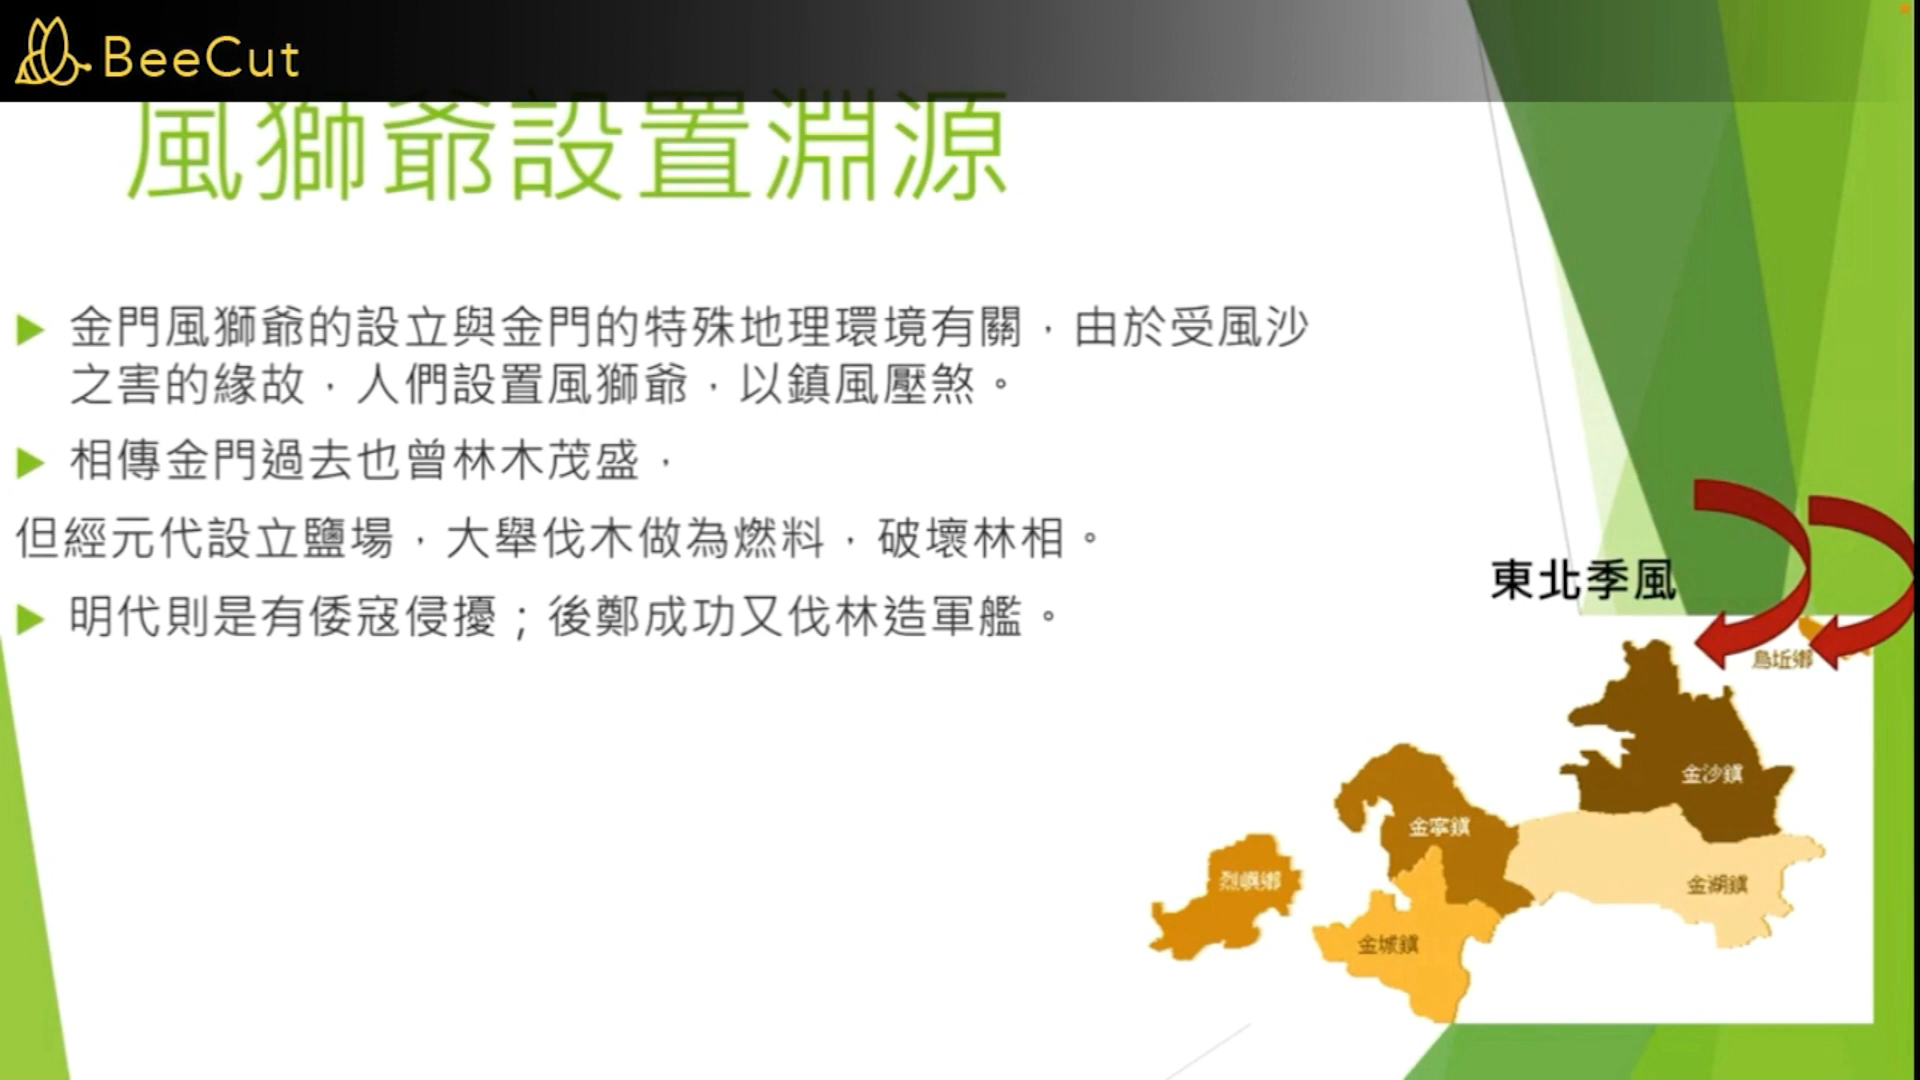 BeeCut
風獅爺設置淵源
金門風獅爺的設立與金門的特殊地理環境有關，由於受風沙
之害的緣故，人們設置風獅爺，以鎮風壓煞。
相傳金門過去也曾林木茂盛，
但經元代設立鹽場，大舉伐木做為燃料，破壞林相。
明代則是有倭寇侵擾；後鄭成功又伐林造軍艦。
東北季風
烏坵鄉
金沙鎮
金寧鎮
烈嶼鄉
金湖鎮
金城鎮